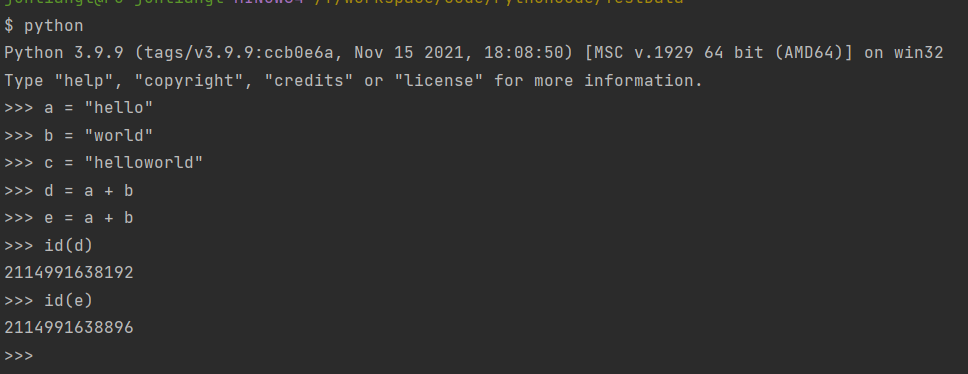 $ python
Python 3.9.9 (tags/v3.9.9:ccb0e6a, Nov 15 2021, 18:08:50) [MSC v.1929 64 bit (AMD64)] on win32
Type "help", "copyright", "credits" or "license" for more information.
>>> a = "hello"
>>> b = "world"
>>> c = "helloworld"
>>> d = a + b
>>> e = a + b
>>> id(d)
2114991638192
>>> id(e)
2114991638896
>>>